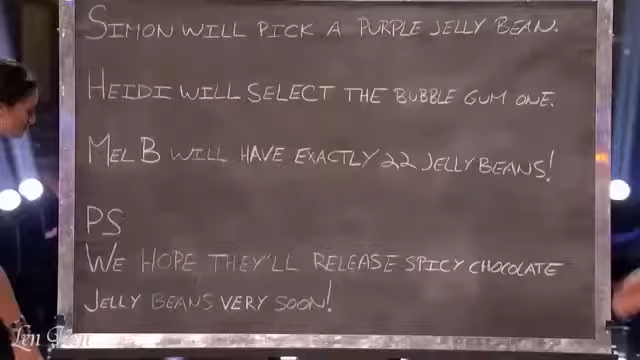 SIMON WILL PICK A PURPLE JELLY BEAN.
HEIDI WILL SELECT THE BUBBLE GUM ONE.
MEL B WILL HAVE EXACTLY 22 JELLY BEANS!
PS
WE HOPE THEY'LL RELEASE SPICY CHOCOLATE
JELLY BEANS VERY SOON!